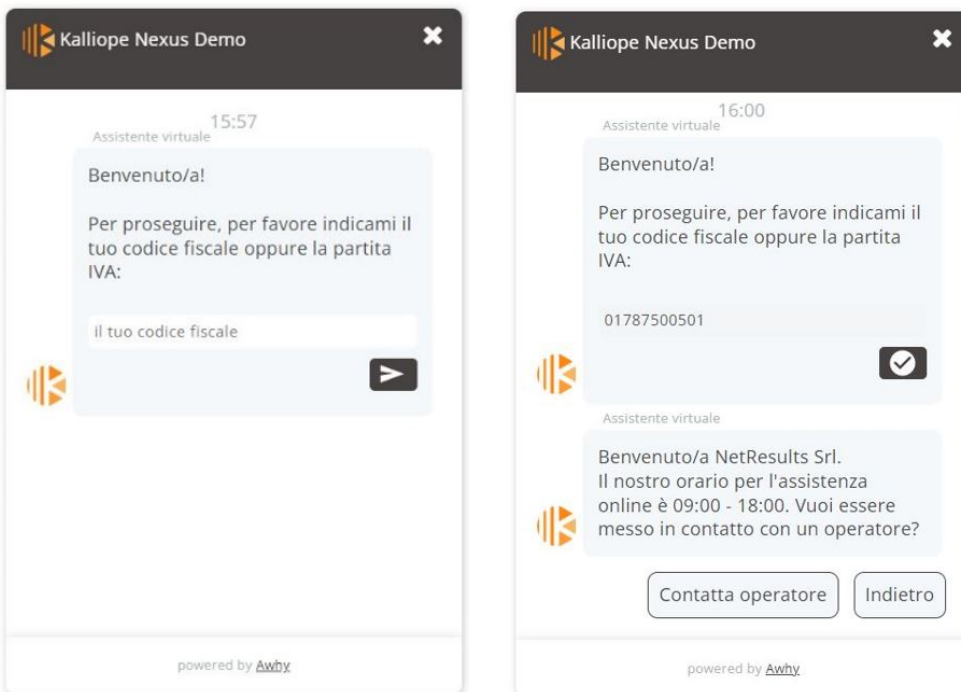 Kalliope Nexus Demo
15:57
Assistente virtuale
Benvenuto/a!
Per proseguire, per favore indicami il
tuo codice fiscale oppure la partita
IVA:
il tuo codice fiscale
powered by Awhy
Kalliope Nexus Demo
16:00
Assistente virtuale
Benvenuto/a!
Per proseguire, per favore indicami il
tuo codice fiscale oppure la partita
IVA:
01787500501
Assistente virtuale
Benvenuto/a NetResults Srl.
Il nostro orario per l'assistenza
online è 09:00 - 18:00. Vuoi essere
messo in contatto con un operatore?
Contatta operatore
Indietro
powered by Awhy